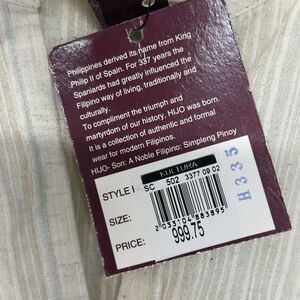 Philippines derived its name from King
Philip II of Spain. For 337 years the
Spaniards had greatly influenced the
Filipino way of living, traditionally and
culturally.
To compliment the triumph and
martyrdom of our history, HIJO was born.
It is a collection of authentic and formal
wear for modern Filipinos.
HIJO- Son: A Noble Filipino: Simpleng Pinoy
KULTURA
STYLE
SC 502 3377 09 02
SIZE:
2033104883895
PRICE:
999.75
H335